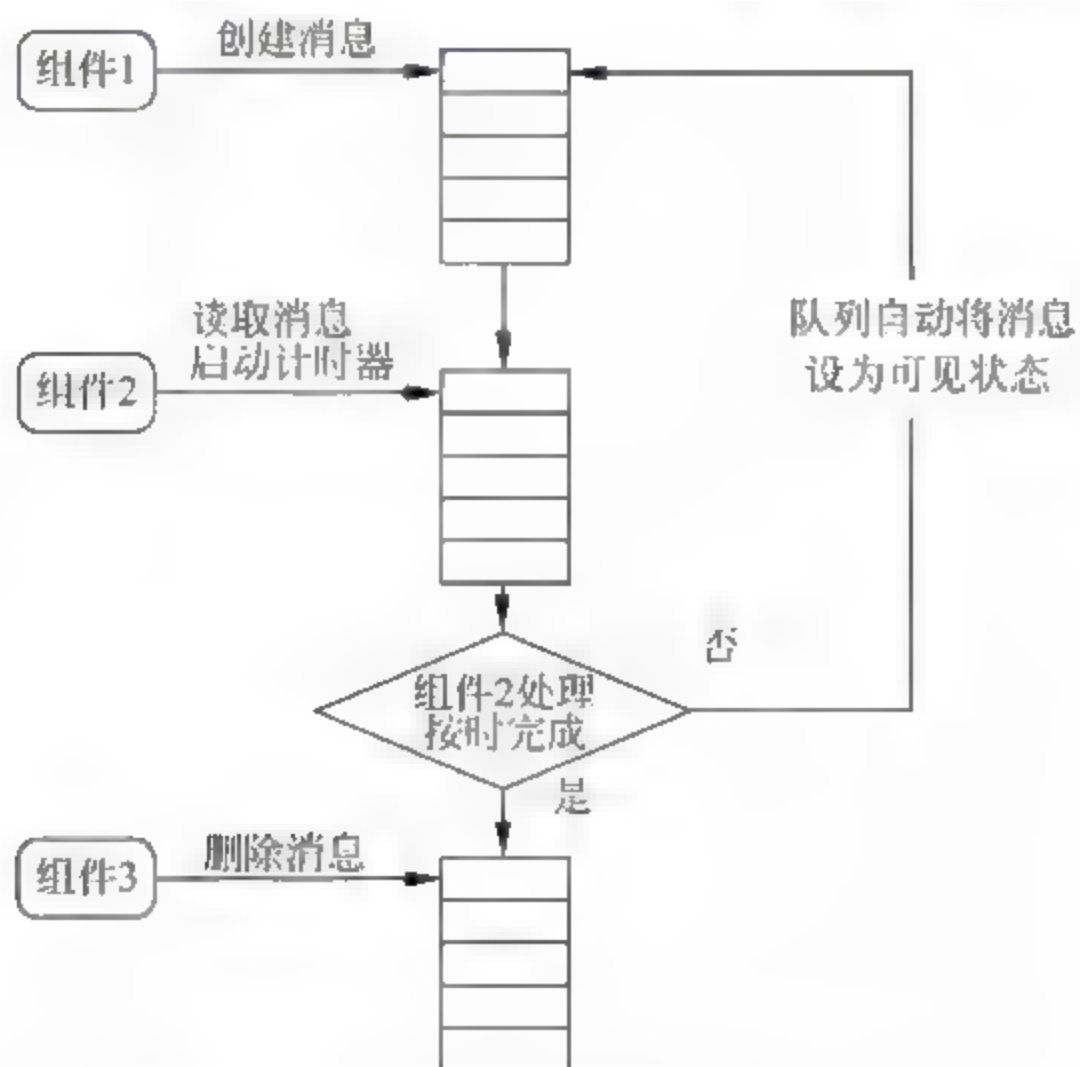 创建消息
组件1
读取消息
启动计时器
组件2
队列自动将消息
设为可见状态
否
组件2处理
按时完成
是
删除消息
组件3